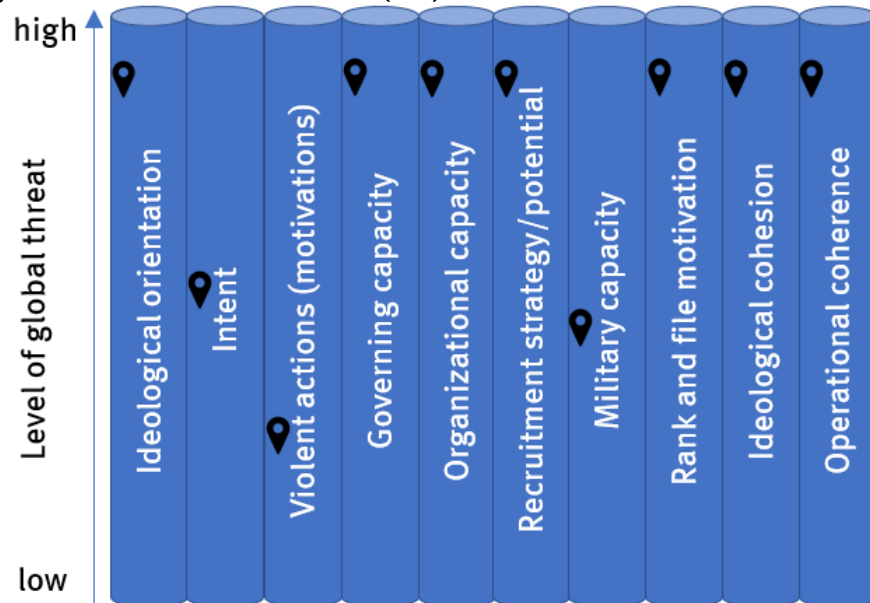 high
Level of global threat
low
Ideological orientation
Intent
Violent actions (motivations)
Governing capacity
Organizational capacity
Recruitment strategy/potential
Military capacity
Rank and file motivation
Ideological cohesion
Operational coherence